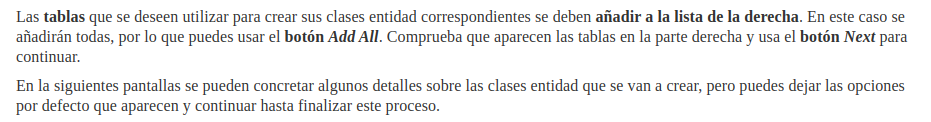 Las tablas que se deseen utilizar para crear sus clases entidad correspondientes se deben añadir a la lista de la derecha. En este caso se
añadirán todas, por lo que puedes usar el botón Add All. Comprueba que aparecen las tablas en la parte derecha y usa el botón Next para
continuar.
En la siguientes pantallas se pueden concretar algunos detalles sobre las clases entidad que se van a crear, pero puedes dejar las opciones
por defecto que aparecen y continuar hasta finalizar este proceso.